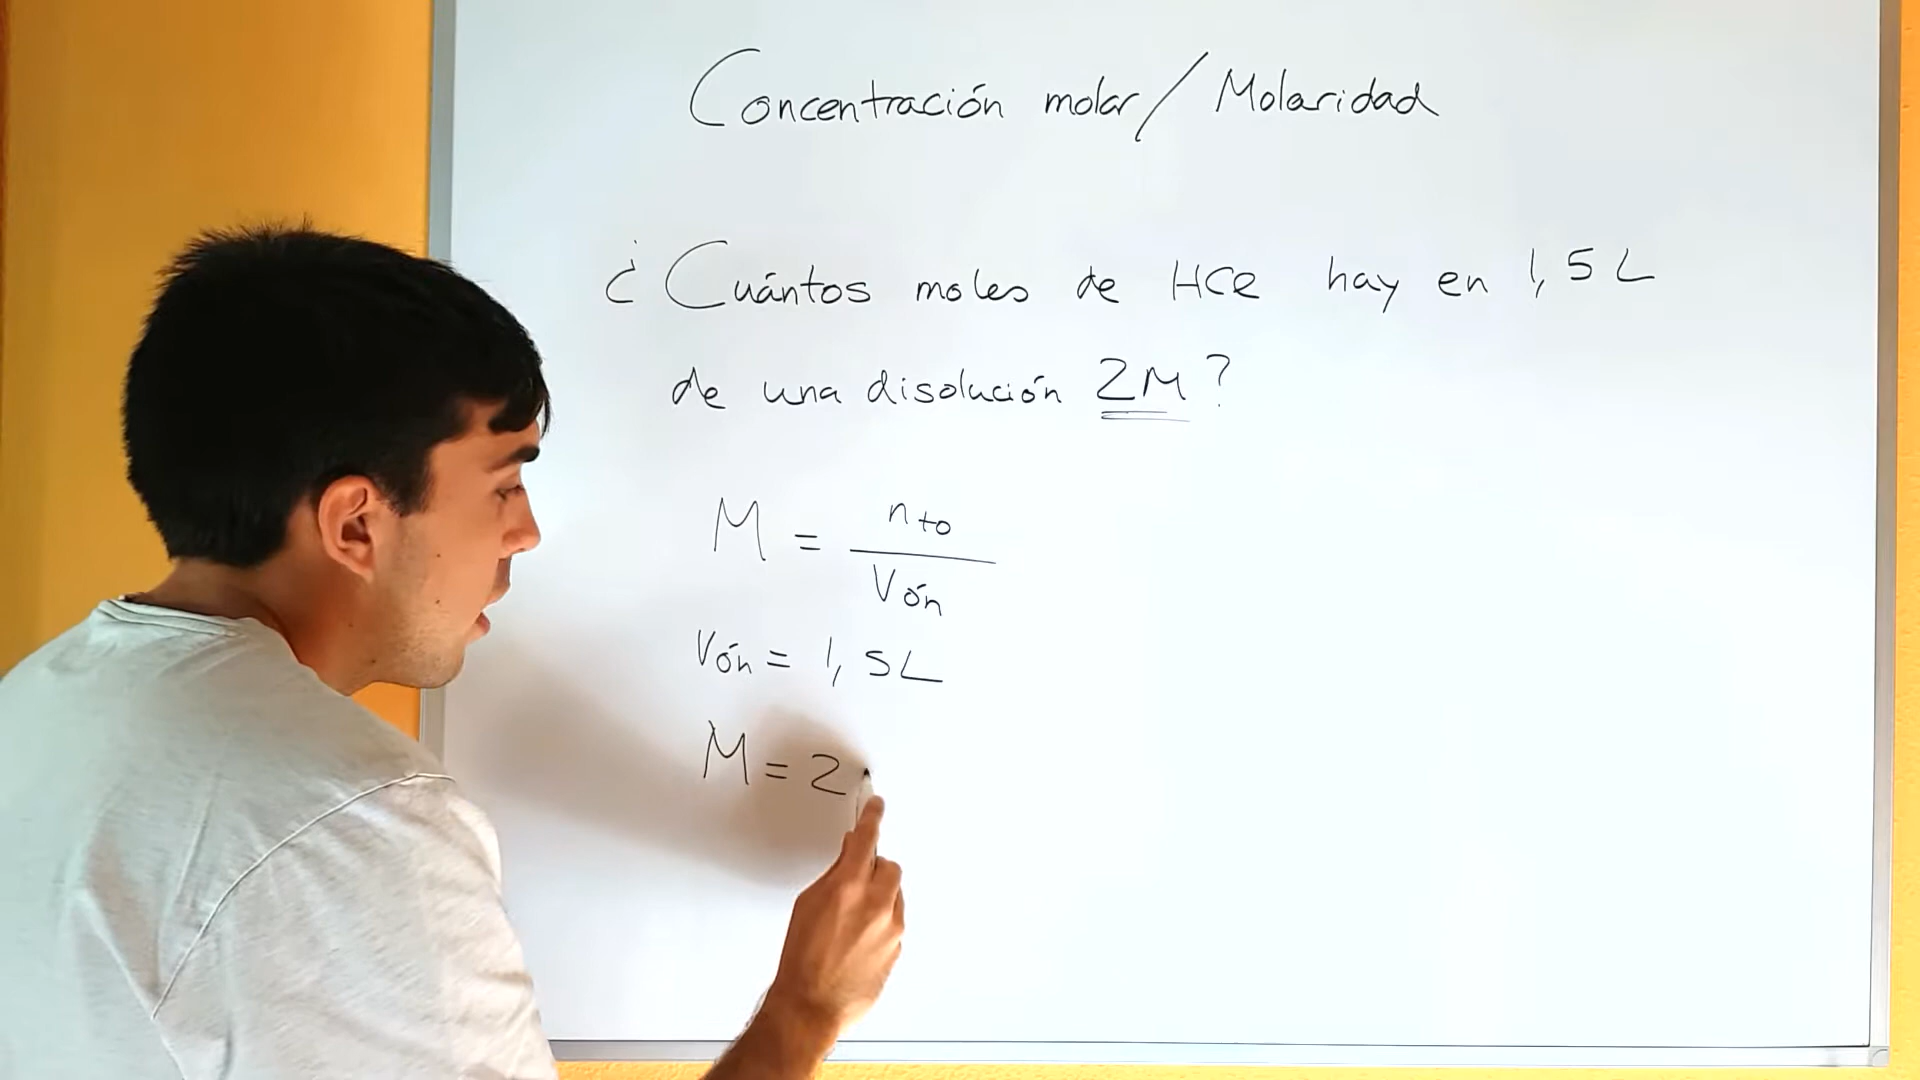 Concentración molar/Molaridad
¿Cuántos moles de HCl hay en 1,5 L
de una disolución 2M?
M = nto / Vón
Vón = 1,5L
M = 2